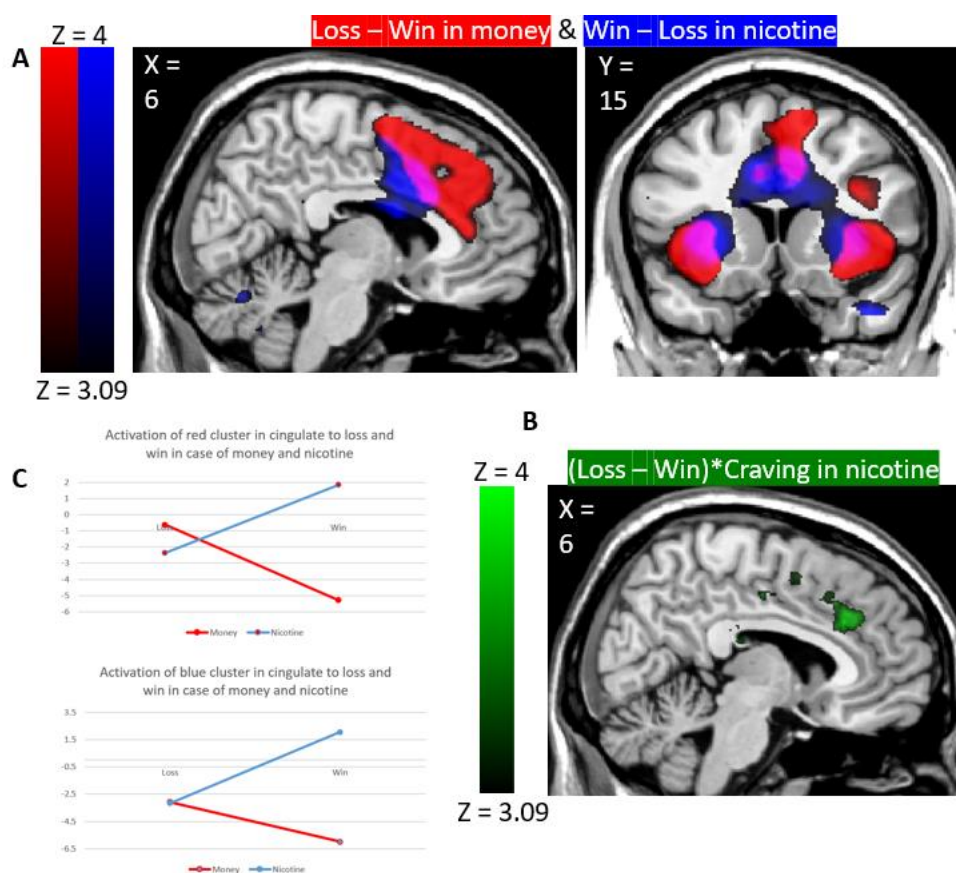 Loss – Win in money & Win – Loss in nicotine
A
Z = 4
X =
6
Y =
15
Z = 3.09
B
(Loss – Win)*Craving in nicotine
Z = 4
X =
6
Z = 3.09
C
Activation of red cluster in cingulate to loss and
win in case of money and nicotine
2
1
0
-1
-2
-3
-4
-5
-6
Loss
Win
Money
Nicotine
Activation of blue cluster in cingulate to loss and
win in case of money and nicotine
3.5
1.5
-0.5
-2.5
-4.5
-6.5
Loss
Win
Money
Nicotine